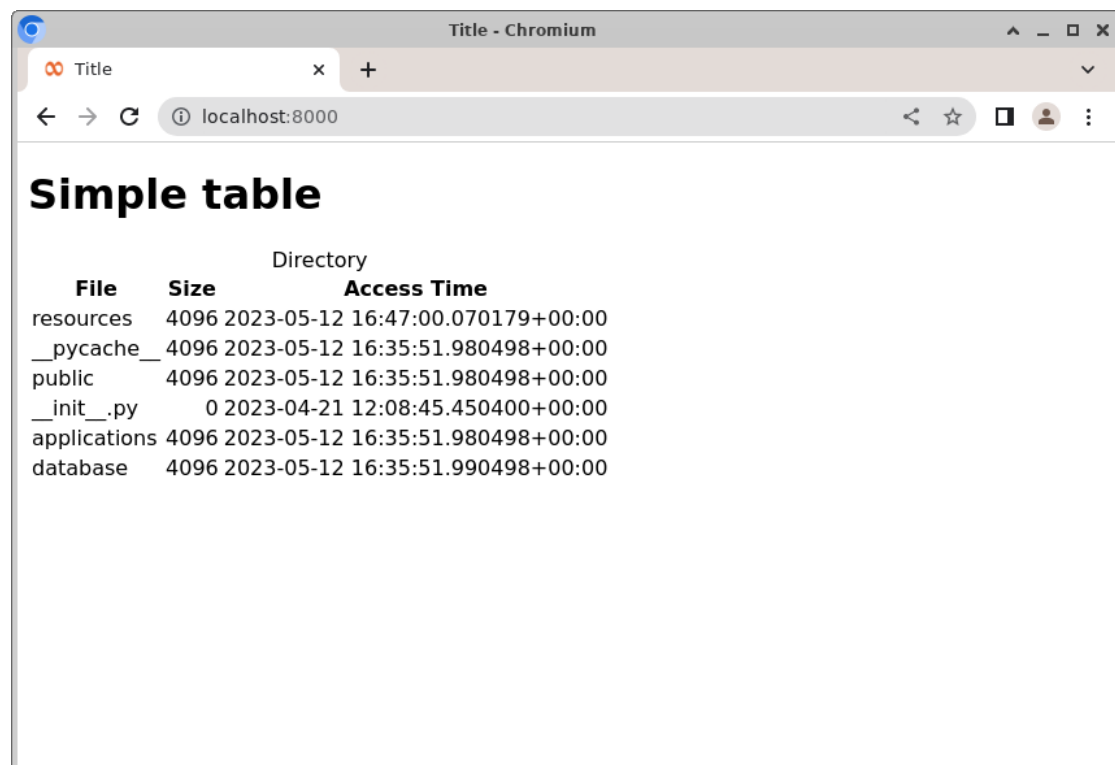 Title - Chromium
Title
localhost:8000
Simple table
Directory
File Size Access Time
resources 4096 2023-05-12 16:47:00.070179+00:00
__pycache__ 4096 2023-05-12 16:35:51.980498+00:00
public 4096 2023-05-12 16:35:51.980498+00:00
__init__.py 0 2023-04-21 12:08:45.450400+00:00
applications 4096 2023-05-12 16:35:51.980498+00:00
database 4096 2023-05-12 16:35:51.990498+00:00